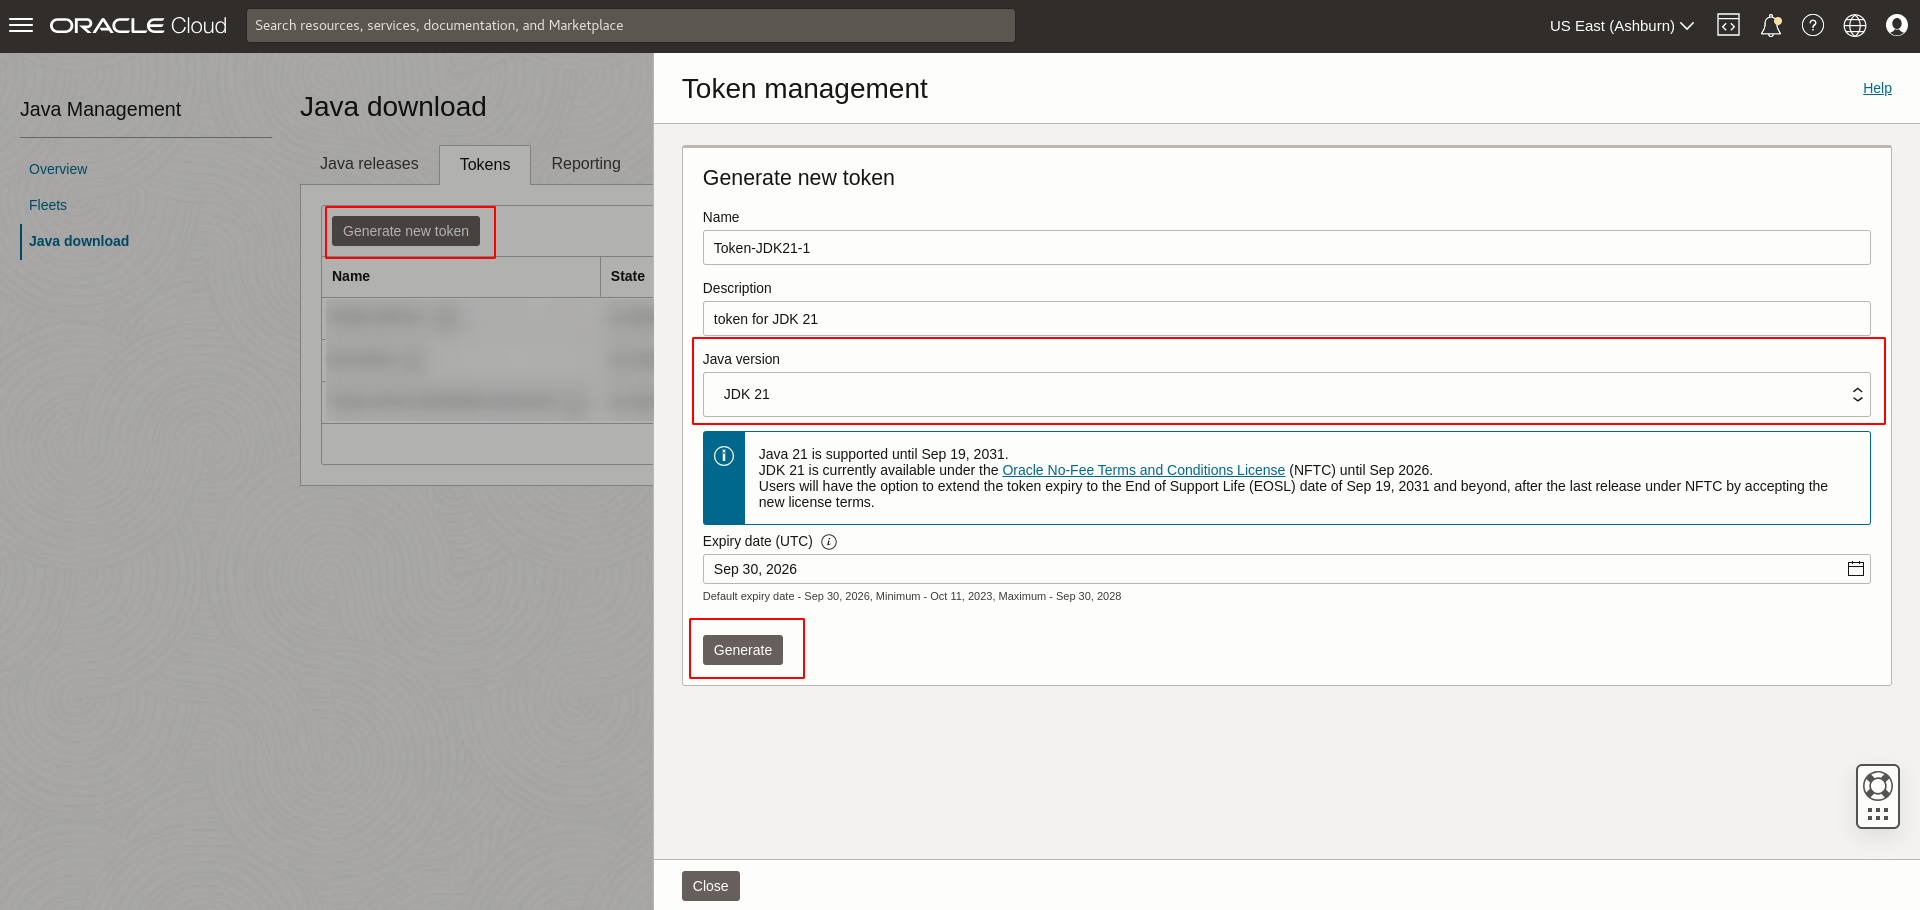 ORACLE Cloud
Search resources, services, documentation, and Marketplace
US East (Ashburn)
Java Management
Overview
Fleets
Java download
Java download
Java releases
Tokens
Reporting
Generate new token
Name
State
Token management
Help
Generate new token
Name
Token-JDK21-1
Description
token for JDK 21
Java version
JDK 21
Java 21 is supported until Sep 19, 2031.
JDK 21 is currently available under the Oracle No-Fee Terms and Conditions License (NFTC) until Sep 2026.
Users will have the option to extend the token expiry to the End of Support Life (EOSL) date of Sep 19, 2031 and beyond, after the last release under NFTC by accepting the
new license terms.
Expiry date (UTC)
Sep 30, 2026
Default expiry date - Sep 30, 2026, Minimum - Oct 11, 2023, Maximum - Sep 30, 2028
Generate
Close